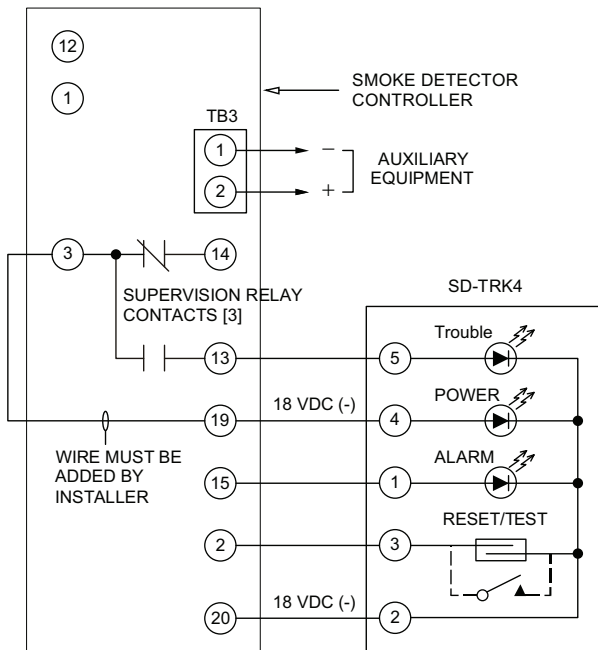 12
1
SMOKE DETECTOR
CONTROLLER
TB3
1
−
2
+
AUXILIARY
EQUIPMENT
3
14
SUPERVISION RELAY
CONTACTS [3]
13
19
WIRE MUST BE
ADDED BY
INSTALLER
15
2
20
18 VDC (-)
18 VDC (-)
SD-TRK4
5
Trouble
4
POWER
1
ALARM
3
RESET/TEST
2